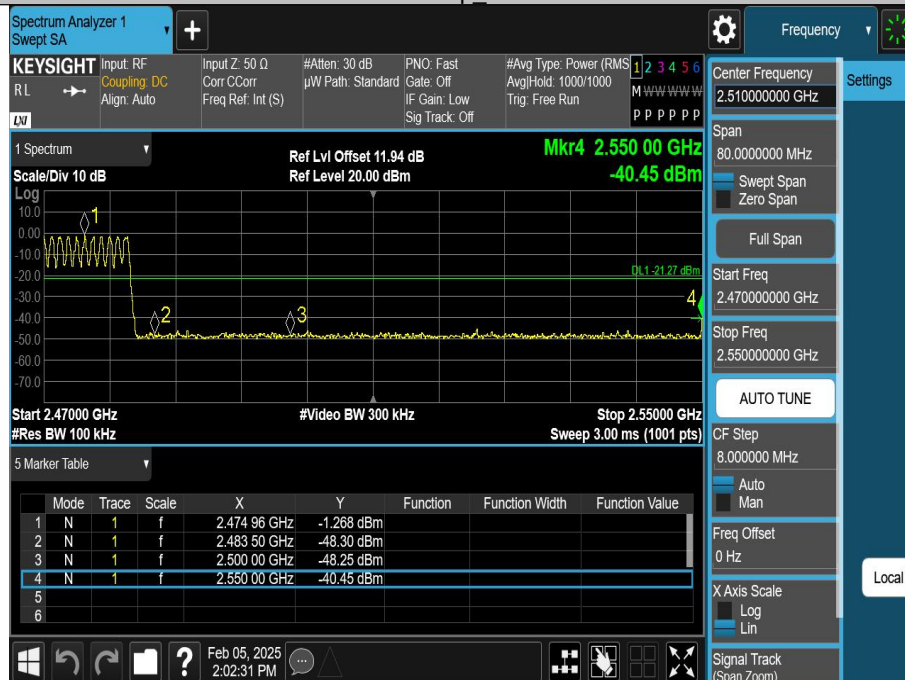 Spectrum Analyzer 1
Swept SA
+
Frequency
KEYSIGHT
RL
LXI
Input: RF
Coupling: DC
Align: Auto
Input Z: 50 Ω
Corr CCorr
Freq Ref: Int (S)
#Atten: 30 dB
µW Path: Standard
PNO: Fast
Gate: Off
IF Gain: Low
Sig Track: Off
#Avg Type: Power (RMS
Avg|Hold: 1000/1000
Trig: Free Run
1 2 3 4 5 6
M W W W W W
P P P P P P
Center Frequency
2.510000000 GHz
Settings
1 Spectrum
Scale/Div 10 dB
Ref Lvl Offset 11.94 dB
Ref Level 20.00 dBm
Mkr4 2.550 00 GHz
-40.45 dBm
Log
10.0
0.00
-10.0
-20.0
-30.0
-40.0
-50.0
-60.0
-70.0
1
2
3
4
DL1 -21.27 dBm
Start 2.47000 GHz
#Res BW 100 kHz
#Video BW 300 kHz
Stop 2.55000 GHz
Sweep 3.00 ms (1001 pts)
Span
80.0000000 MHz
Swept Span
Zero Span
Full Span
Start Freq
2.470000000 GHz
Stop Freq
2.550000000 GHz
AUTO TUNE
CF Step
8.000000 MHz
Auto
Man
Freq Offset
0 Hz
X Axis Scale
Log
Lin
Signal Track
(Span Zoom)
Local
5 Marker Table
Mode Trace Scale X Y Function Function Width Function Value
1 N 1 f 2.474 96 GHz -1.268 dBm
2 N 1 f 2.483 50 GHz -48.30 dBm
3 N 1 f 2.500 00 GHz -48.25 dBm
4 N 1 f 2.550 00 GHz -40.45 dBm
5
6
?
Feb 05, 2025
2:02:31 PM